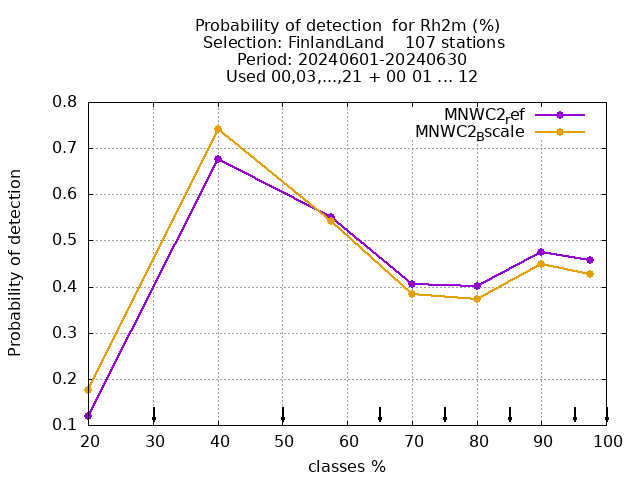 Probability of detection  for Rh2m (%)
Selection: FinlandLand    107 stations
Period: 20240601-20240630
Used 00,03,...,21 + 00 01 ... 12
MNWC2ref
MNWC2Bscale
0.8
0.7
0.6
0.5
0.4
0.3
0.2
0.1
Probability of detection
20 30 40 50 60 70 80 90 100
classes %